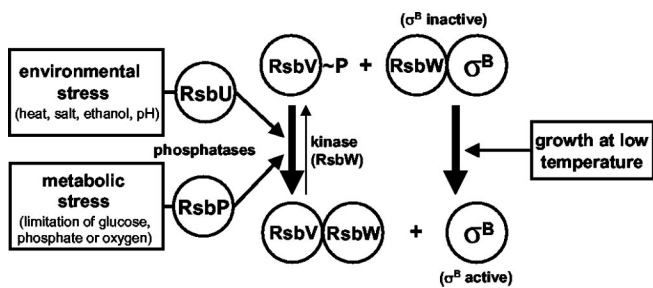 (σB inactive)
environmental
stress
(heat, salt, ethanol, pH)
RsbU
RsbV ~P + RsbW σB
phosphatases
kinase
(RsbW)
growth at low
temperature
metabolic
stress
(limitation of glucose,
phosphate or oxygen)
RsbP
RsbV RsbW + σB
(σB active)